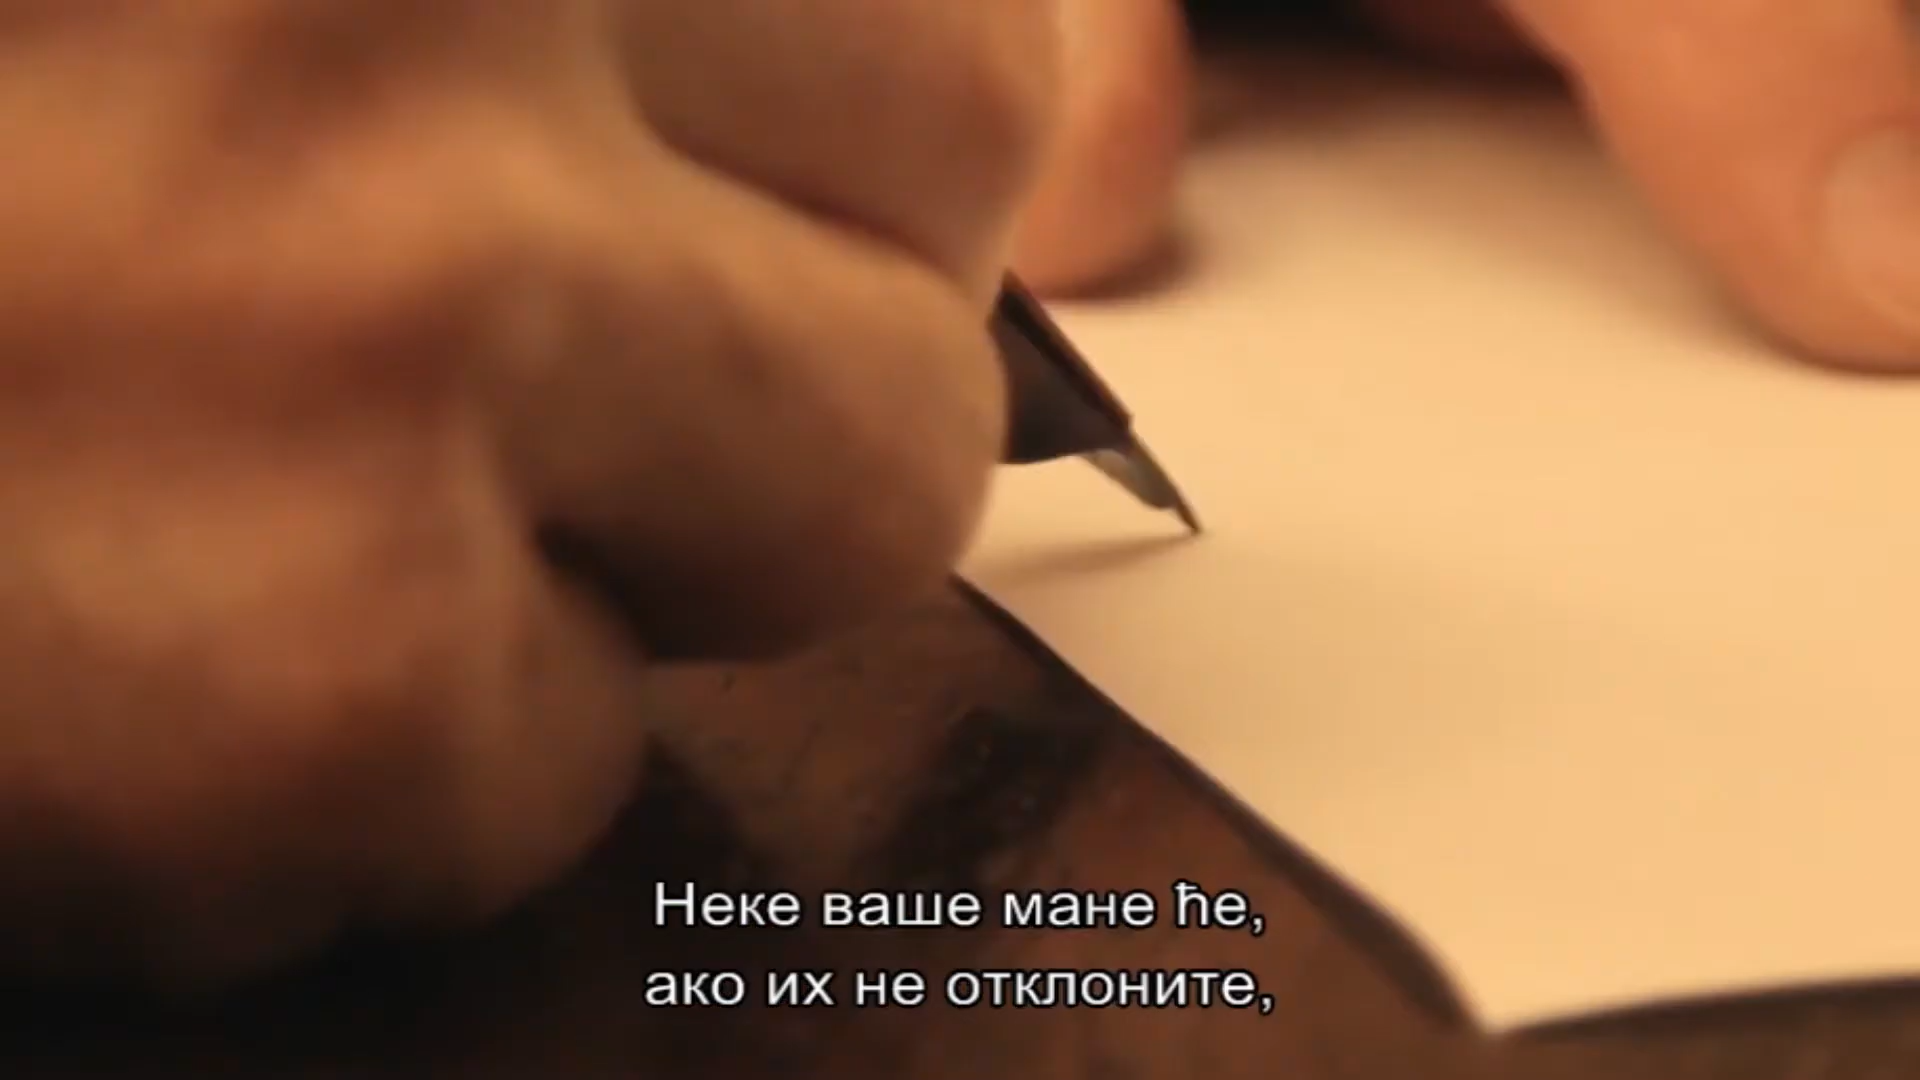 Неке ваше мане ће,
ако их не отклоните,